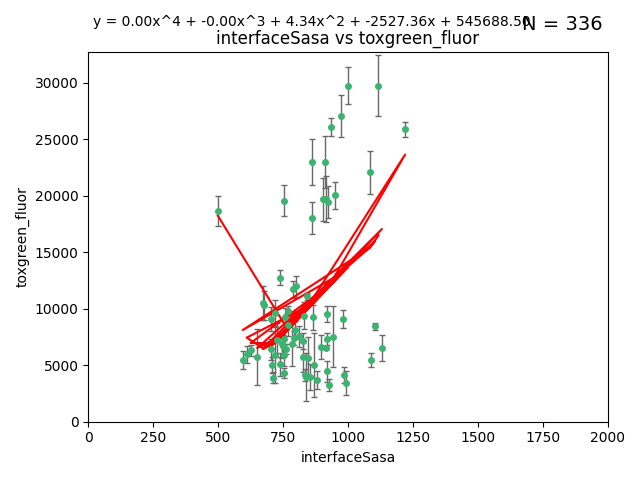 y = 0.00x^4 + -0.00x^3 + 4.34x^2 + -2527.36x + 545688.50
N = 336
interfaceSasa vs toxgreen_fluor
30000
25000
20000
15000
10000
5000
0
toxgreen_fluor
0 250 500 750 1000 1250 1500 1750 2000
interfaceSasa